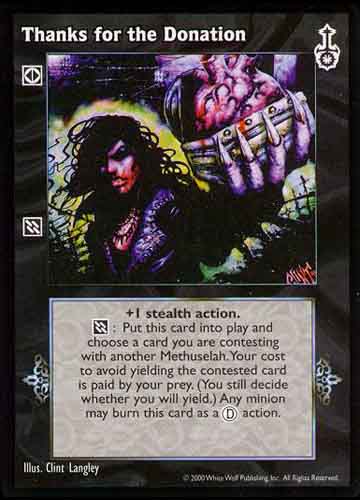 Thanks for the Donation
+1 stealth action.
: Put this card into play and
choose a card you are contesting
with another Methuselah. Your cost
to avoid yielding the contested card
is paid by your prey. (You still decide
whether you will yield.) Any minion
may burn this card as a D action.
Illus. Clint Langley
© 2000 White Wolf Publishing, Inc. All Rights Reserved.